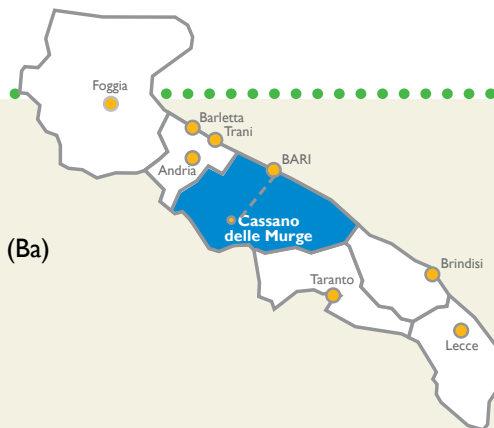 Foggia
Barletta
Trani
Andria
BARI
Cassano
delle Murge
(Ba)
Brindisi
Taranto
Lecce